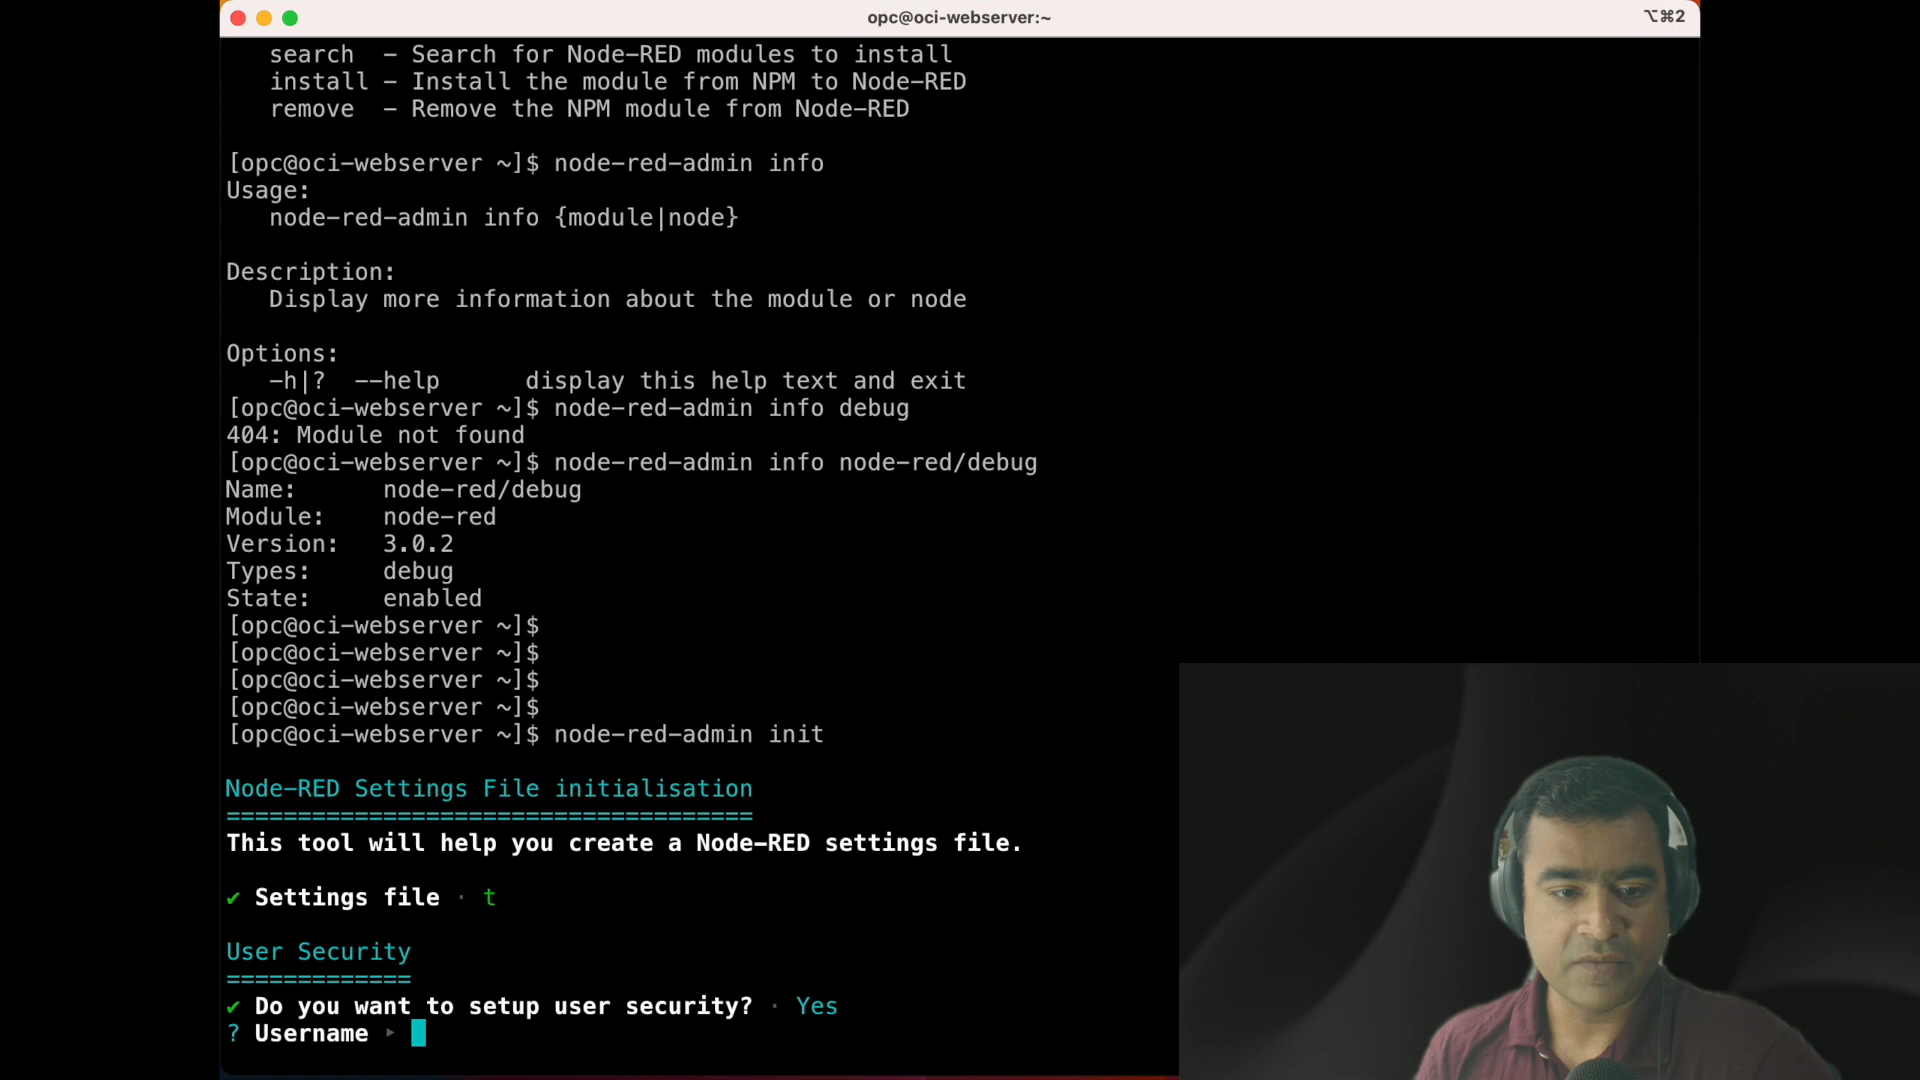 opc@oci-webserver:~
⌥⌘2
search – Search for Node-RED modules to install
install – Install the module from NPM to Node-RED
remove – Remove the NPM module from Node-RED
[opc@oci-webserver ~]$ node-red-admin info
Usage:
node-red-admin info {module|node}
Description:
Display more information about the module or node
Options:
-h|? --help display this help text and exit
[opc@oci-webserver ~]$ node-red-admin info debug
404: Module not found
[opc@oci-webserver ~]$ node-red-admin info node-red/debug
Name: node-red/debug
Module: node-red
Version: 3.0.2
Types: debug
State: enabled
[opc@oci-webserver ~]$
[opc@oci-webserver ~]$
[opc@oci-webserver ~]$
[opc@oci-webserver ~]$
[opc@oci-webserver ~]$ node-red-admin init
Node-RED Settings File initialisation
=====================================
This tool will help you create a Node-RED settings file.
✔ Settings file · t
User Security
=============
✔ Do you want to setup user security? · Yes
? Username ▸